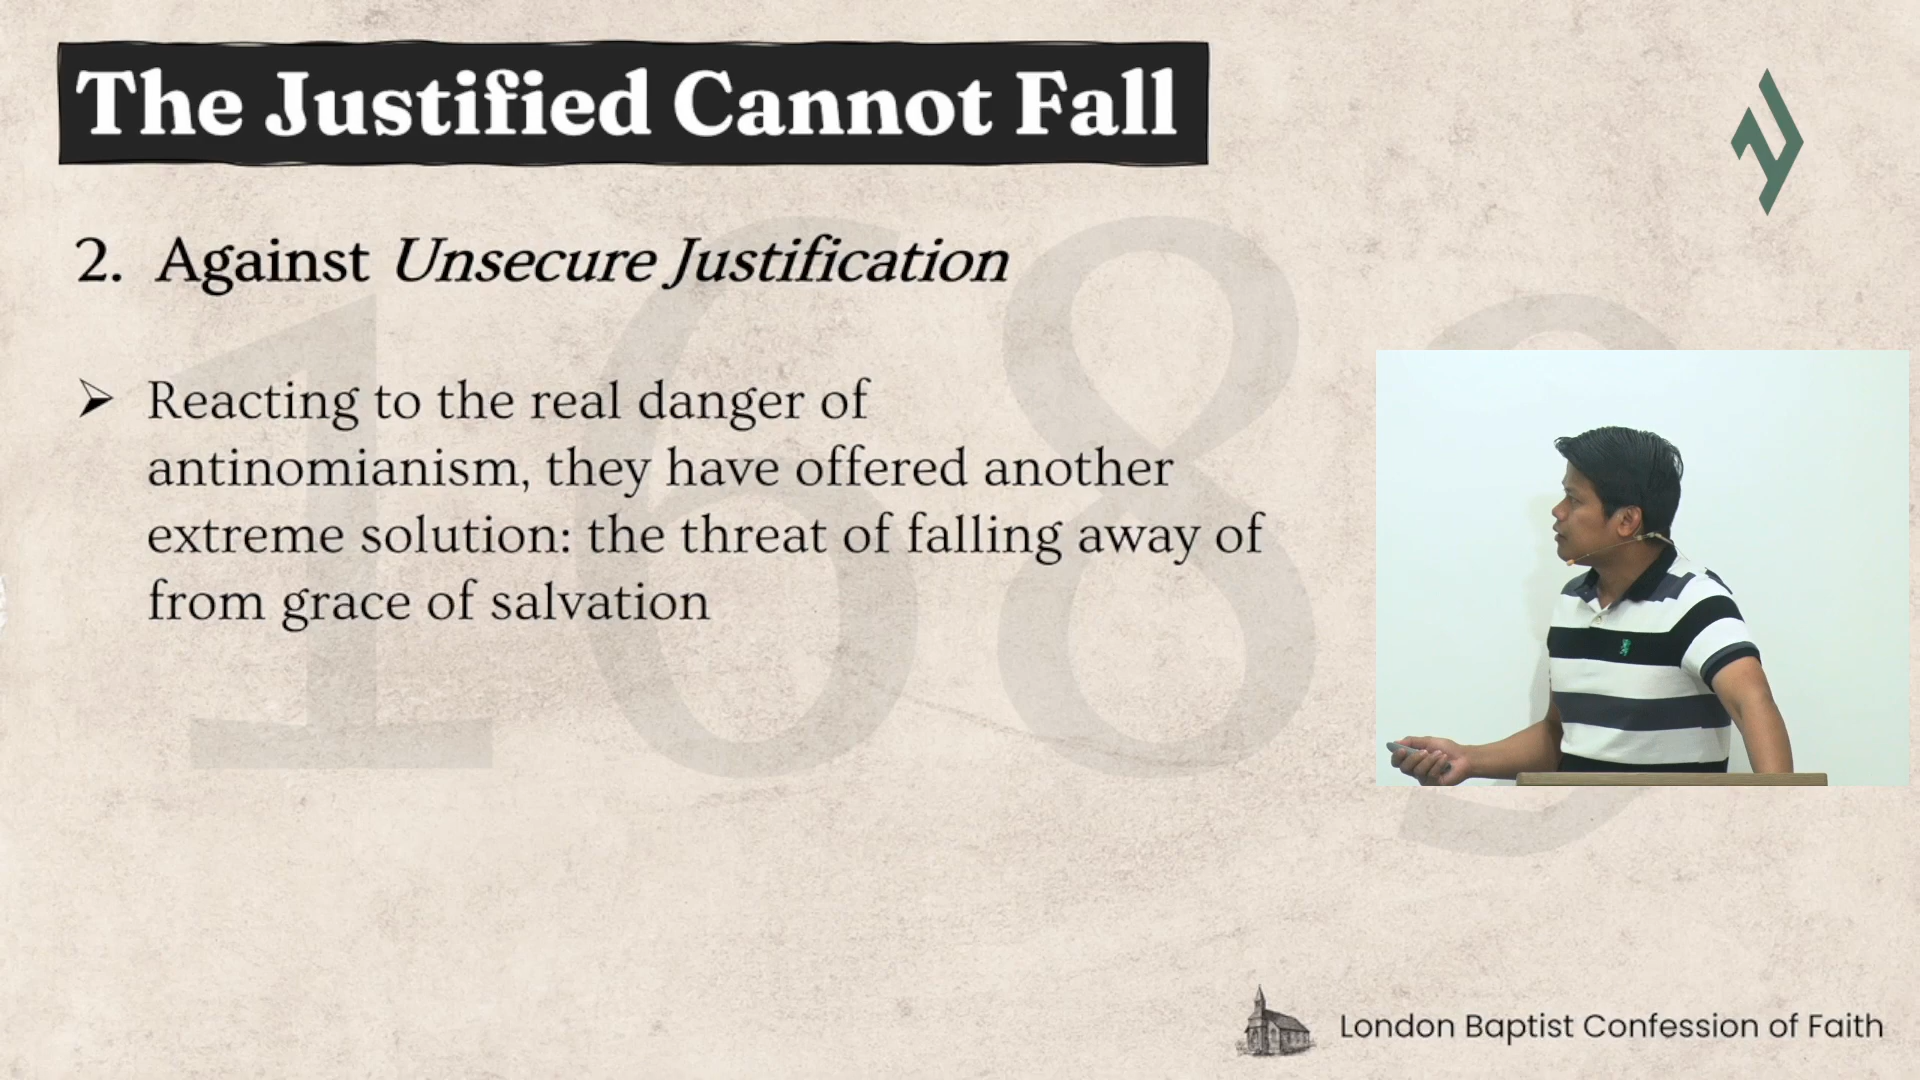 The Justified Cannot Fall
2. Against Unsecure Justification
➢ Reacting to the real danger of
antinomianism, they have offered another
extreme solution: the threat of falling away of
from grace of salvation
1689
London Baptist Confession of Faith